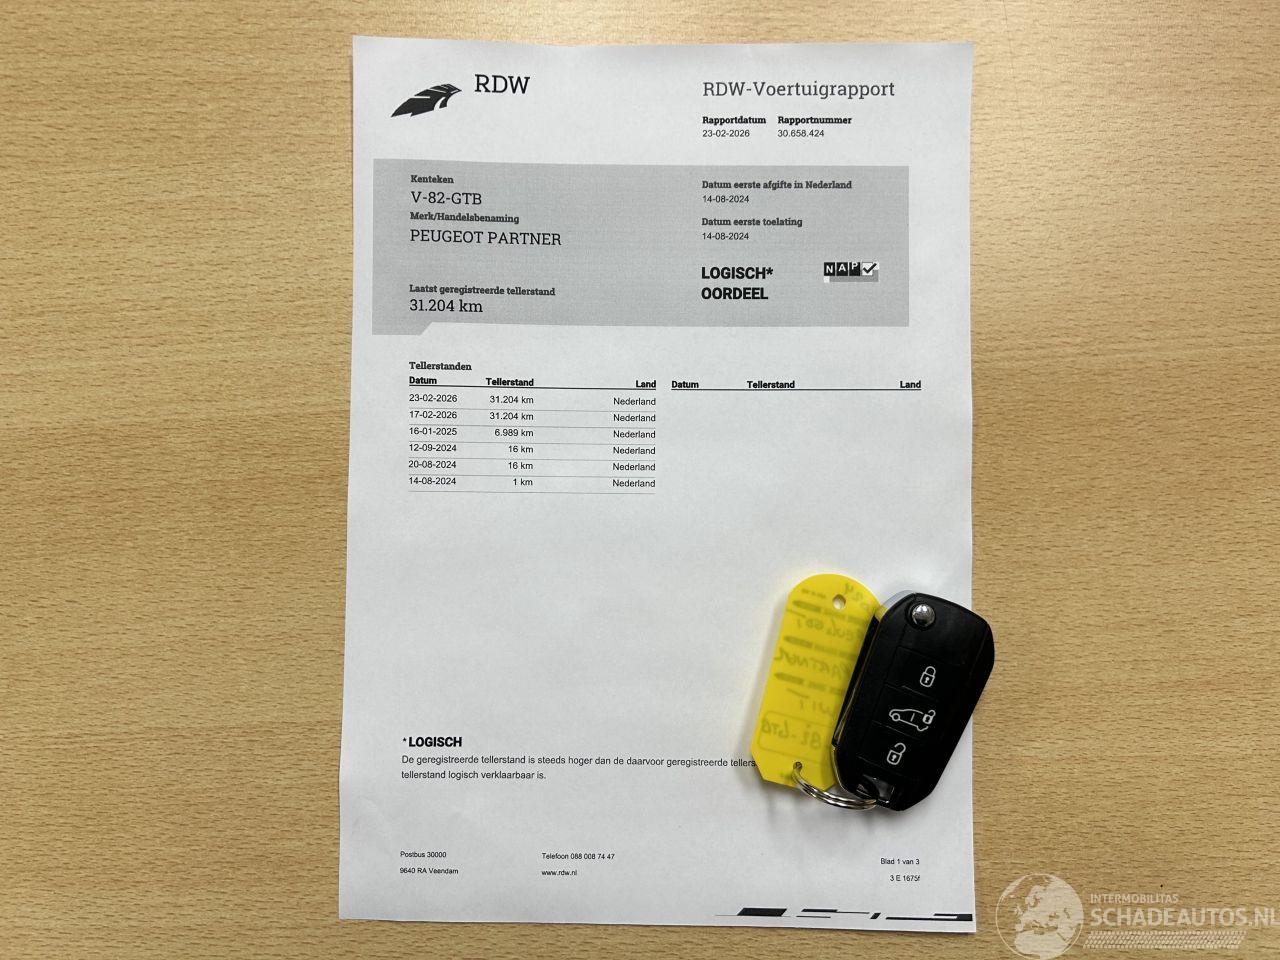 RDW
RDW-Voertuigrapport
Rapportdatum Rapportnummer
23-02-2026 30.658.424
Kenteken
V-82-GTB
Merk/Handelsbenaming
PEUGEOT PARTNER
Laatst geregistreerde tellerstand
31.204 km
Datum eerste afgifte in Nederland
14-08-2024
Datum eerste toelating
14-08-2024
LOGISCH*
OORDEEL
NAP
Tellerstanden
Datum Tellerstand Land Datum Tellerstand Land
23-02-2026 31.204 km Nederland
17-02-2026 31.204 km Nederland
16-01-2025 6.989 km Nederland
12-09-2024 16 km Nederland
20-08-2024 16 km Nederland
14-08-2024 1 km Nederland
*LOGISCH
De geregistreerde tellerstand is steeds hoger dan de daarvoor geregistreerde tellers
tellerstand logisch verklaarbaar is.
Postbus 30000
9640 RA Veendam
Telefoon 088 008 74 47
www.rdw.nl
Blad 1 van 3
3 E 1675f
INTERMOBILITAS
SCHADEAUTOS.NL